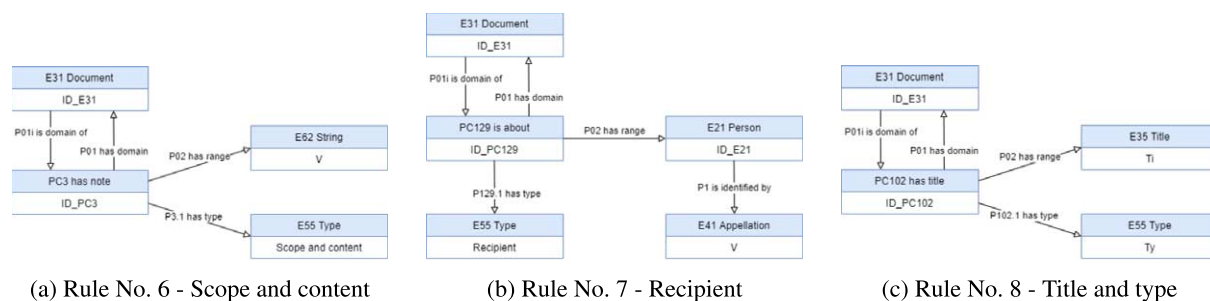 E31 Document
ID_E31
P01i is domain of
P01 has domain
PC3 has note
ID_PC3
P02 has range
E62 String
V
P3.1 has type
E55 Type
Scope and content
(a) Rule No. 6 - Scope and content
E31 Document
ID_E31
P01i is domain of
P01 has domain
PC129 is about
ID_PC129
P02 has range
E21 Person
ID_E21
P129.1 has type
P1 is identified by
E55 Type
Recipient
E41 Appellation
V
(b) Rule No. 7 - Recipient
E31 Document
ID_E31
P01i is domain of
P01 has domain
PC102 has title
ID_PC102
P02 has range
E35 Title
Ti
P102.1 has type
E55 Type
Ty
(c) Rule No. 8 - Title and type